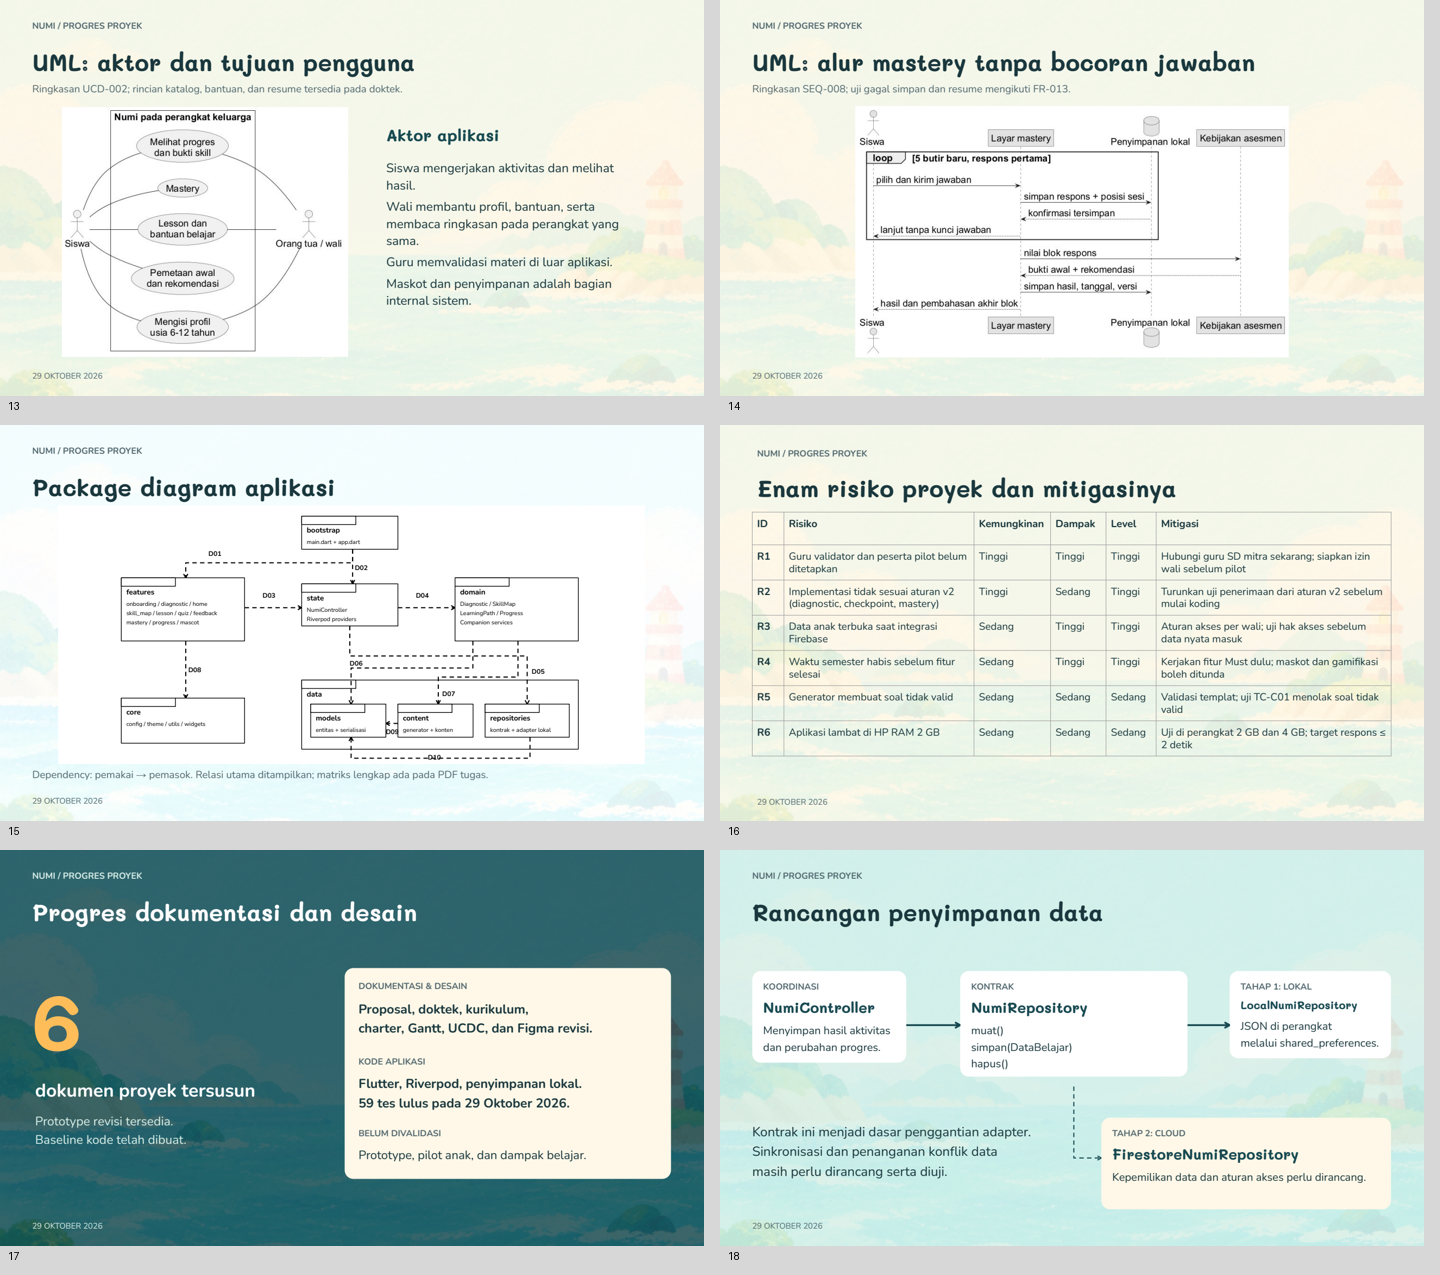 NUMI / PROGRES PROYEK
UML: aktor dan tujuan pengguna
Ringkasan UCD-002; rincian katalog, bantuan, dan resume tersedia pada doktek.
Numi pada perangkat keluarga
Melihat progres
dan bukti skill
Mastery
Lesson dan
bantuan belajar
Pemetaan awal
dan rekomendasi
Mengisi profil
usia 6-12 tahun
Siswa
Orang tua / wali
Aktor aplikasi
Siswa mengerjakan aktivitas dan melihat
hasil.
Wali membantu profil, bantuan, serta
membaca ringkasan pada perangkat yang
sama.
Guru memvalidasi materi di luar aplikasi.
Maskot dan penyimpanan adalah bagian
internal sistem.
29 OKTOBER 2026
13
NUMI / PROGRES PROYEK
UML: alur mastery tanpa bocoran jawaban
Ringkasan SEQ-008; uji gagal simpan dan resume mengikuti FR-013.
Siswa
Layar mastery
Penyimpanan lokal
Kebijakan asesmen
loop
[5 butir baru, respons pertama]
pilih dan kirim jawaban
simpan respons + posisi sesi
konfirmasi tersimpan
lanjut tanpa kunci jawaban
nilai blok respons
bukti awal + rekomendasi
simpan hasil, tanggal, versi
hasil dan pembahasan akhir blok
Siswa
Layar mastery
Penyimpanan lokal
Kebijakan asesmen
29 OKTOBER 2026
14
NUMI / PROGRES PROYEK
Package diagram aplikasi
bootstrap
main.dart + app.dart
D01
D02
features
onboarding / diagnostic / home
skill_map / lesson / quiz / feedback
mastery / progress / mascot
D03
state
NumiController
Riverpod providers
D04
domain
Diagnostic / SkillMap
LearningPath / Progress
Companion services
D08
D06
D05
D07
core
config / theme / utils / widgets
data
models
entitas + serialisasi
D09
content
generator + konten
repositories
kontrak + adapter lokal
D10
Dependency: pemakai → pemasok. Relasi utama ditampilkan; matriks lengkap ada pada PDF tugas.
29 OKTOBER 2026
15
NUMI / PROGRES PROYEK
Enam risiko proyek dan mitigasinya
ID Risiko Kemungkinan Dampak Level Mitigasi
R1 Guru validator dan peserta pilot belum ditetapkan Tinggi Tinggi Tinggi Hubungi guru SD mitra sekarang; siapkan izin wali sebelum pilot
R2 Implementasi tidak sesuai aturan v2 (diagnostic, checkpoint, mastery) Tinggi Sedang Tinggi Turunkan uji penerimaan dari aturan v2 sebelum mulai koding
R3 Data anak terbuka saat integrasi Firebase Sedang Tinggi Tinggi Aturan akses per wali; uji hak akses sebelum data nyata masuk
R4 Waktu semester habis sebelum fitur selesai Sedang Tinggi Tinggi Kerjakan fitur Must dulu; maskot dan gamifikasi boleh ditunda
R5 Generator membuat soal tidak valid Sedang Sedang Sedang Validasi templat; uji TC-C01 menolak soal tidak valid
R6 Aplikasi lambat di HP RAM 2 GB Sedang Sedang Sedang Uji di perangkat 2 GB dan 4 GB; target respons ≤ 2 detik
29 OKTOBER 2026
16
NUMI / PROGRES PROYEK
Progres dokumentasi dan desain
6
dokumen proyek tersusun
Prototype revisi tersedia.
Baseline kode telah dibuat.
DOKUMENTASI & DESAIN
Proposal, doktek, kurikulum,
charter, Gantt, UCDC, dan Figma revisi.
KODE APLIKASI
Flutter, Riverpod, penyimpanan lokal.
59 tes lulus pada 29 Oktober 2026.
BELUM DIVALIDASI
Prototype, pilot anak, dan dampak belajar.
29 OKTOBER 2026
17
NUMI / PROGRES PROYEK
Rancangan penyimpanan data
KOORDINASI
NumiController
Menyimpan hasil aktivitas
dan perubahan progres.
KONTRAK
NumiRepository
muat()
simpan(DataBelajar)
hapus()
TAHAP 1: LOKAL
LocalNumiRepository
JSON di perangkat
melalui shared_preferences.
Kontrak ini menjadi dasar penggantian adapter.
Sinkronisasi dan penanganan konflik data
masih perlu dirancang serta diuji.
TAHAP 2: CLOUD
FirestoreNumiRepository
Kepemilikan data dan aturan akses perlu dirancang.
29 OKTOBER 2026
18